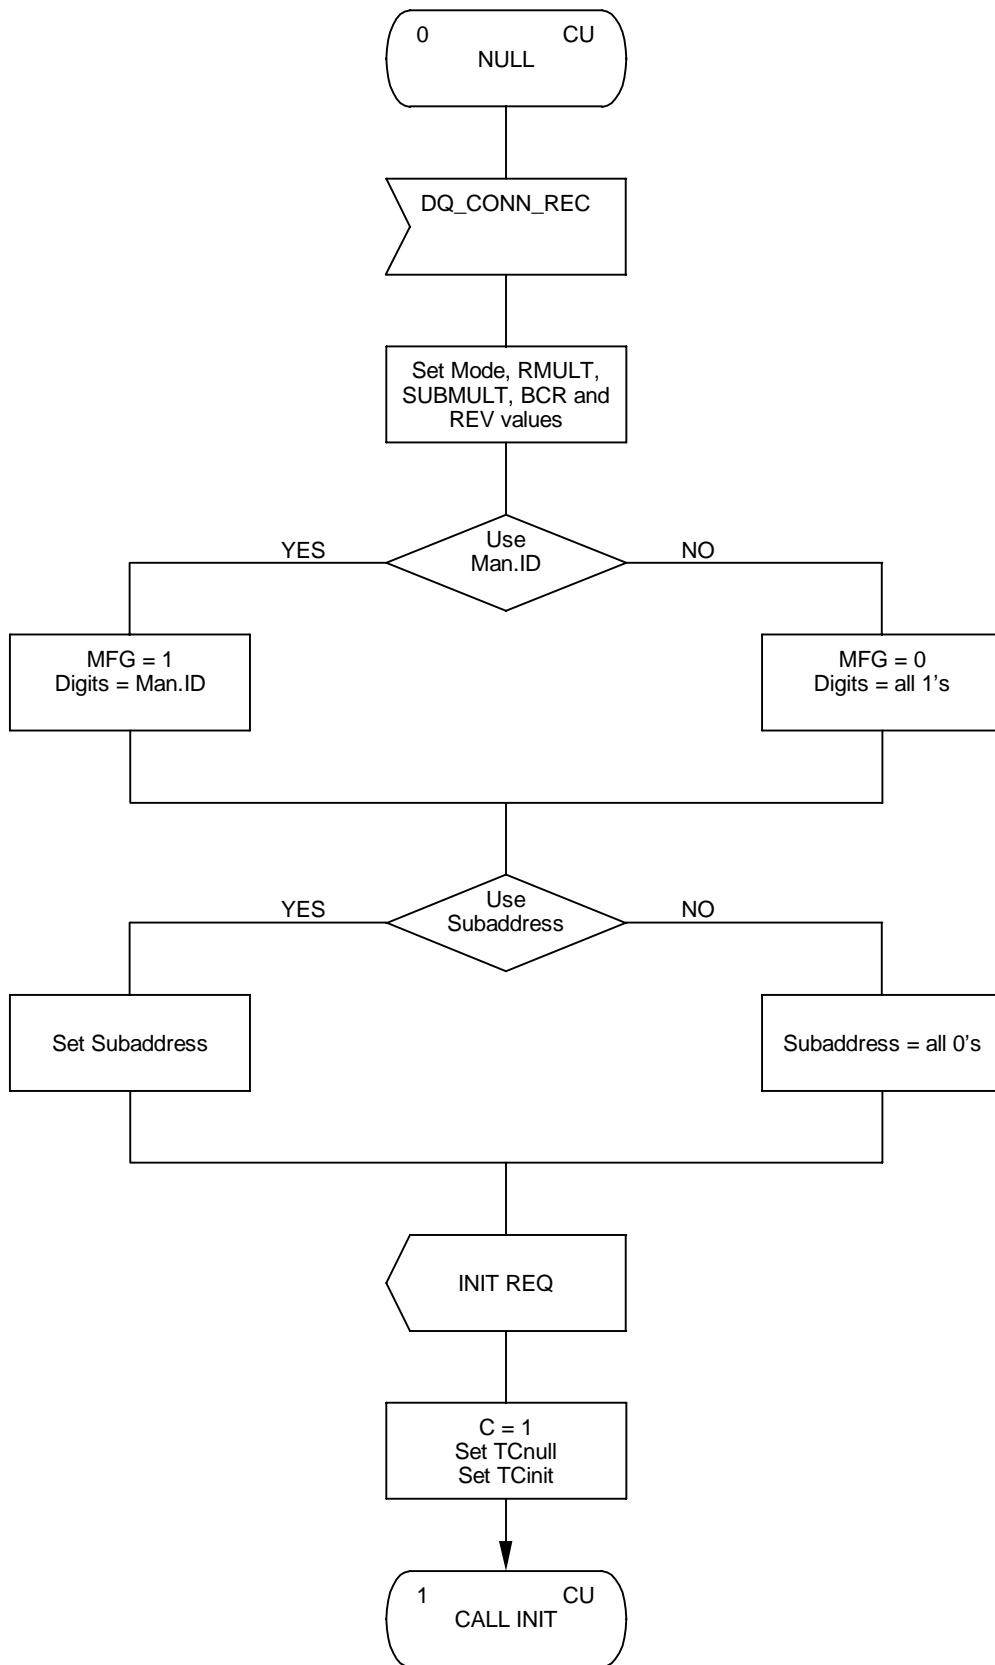 0 CU
NULL
DQ_CONN_REC
Set Mode, RMULT,
SUBMULT, BCR and
REV values
Use
Man.ID
YES
NO
MFG = 1
Digits = Man.ID
MFG = 0
Digits = all 1's
Use
Subaddress
YES
NO
Set Subaddress
Subaddress = all 0's
INIT REQ
C = 1
Set TCnull
Set TCinit
1 CU
CALL INIT